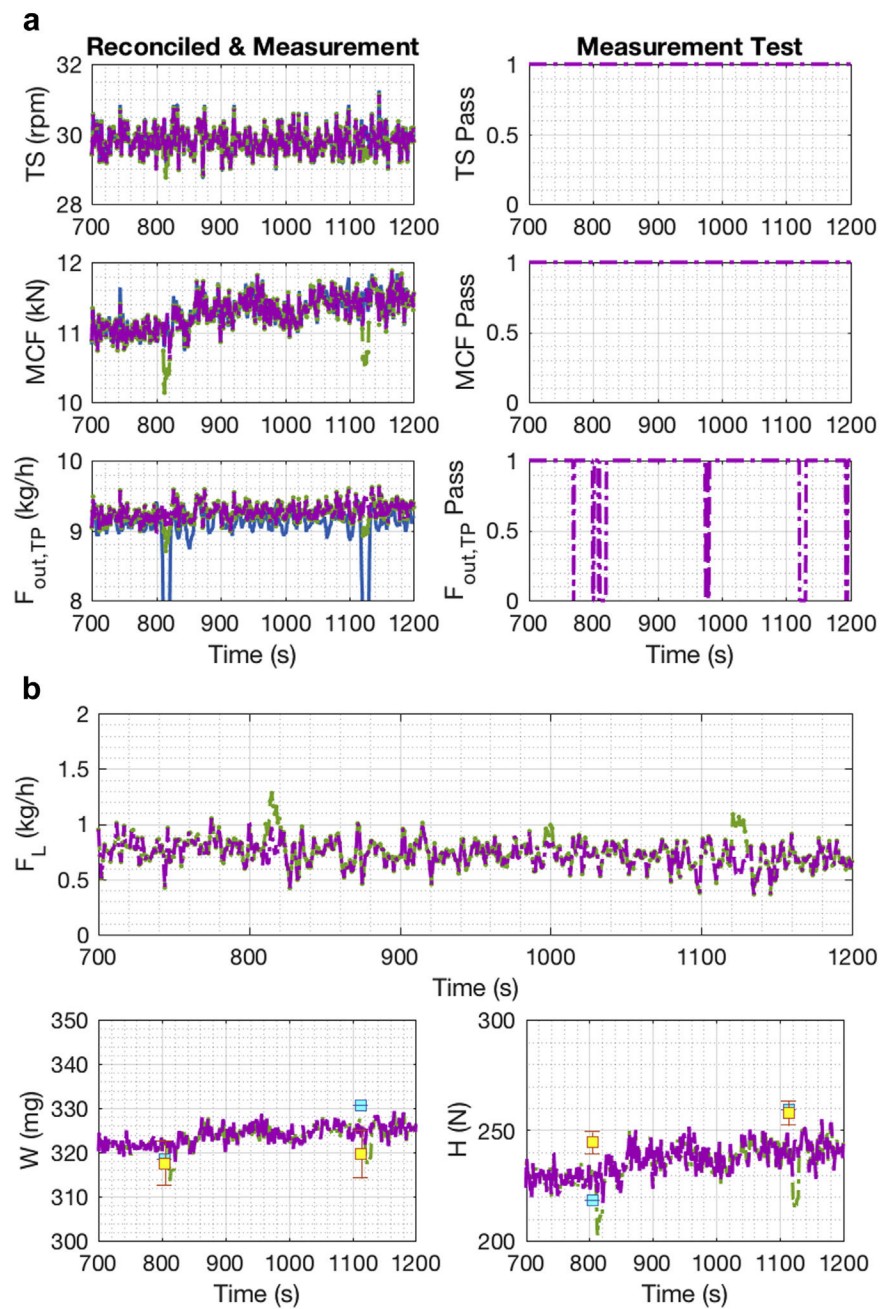 a
Reconciled & Measurement
Measurement Test
TS (rpm)
32
30
28
700 800 900 1000 1100 1200
TS Pass
1
0.5
0
700 800 900 1000 1100 1200
MCF (kN)
12
11
10
700 800 900 1000 1100 1200
MCF Pass
1
0.5
0
700 800 900 1000 1100 1200
Fout,TP (kg/h)
10
9
8
700 800 900 1000 1100 1200
Time (s)
Fout,TP Pass
1
0.5
0
700 800 900 1000 1100 1200
Time (s)
b
FL (kg/h)
2
1.5
1
0.5
0
700 800 900 1000 1100 1200
Time (s)
W (mg)
350
340
330
320
310
300
700 800 900 1000 1100 1200
Time (s)
H (N)
300
250
200
700 800 900 1000 1100 1200
Time (s)